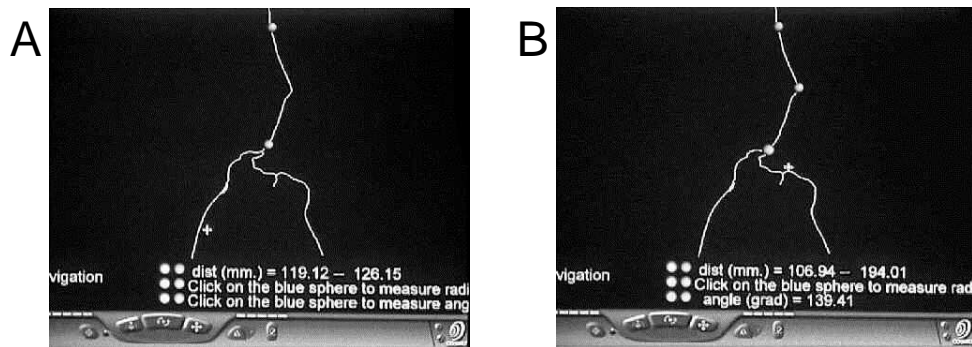 A
B
vigation
dist (mm.) = 119.12 – 126.15
Click on the blue sphere to measure radi
Click on the blue sphere to measure ang
vigation
dist (mm.) = 106.94 – 194.01
Click on the blue sphere to measure rad
angle (grad) = 139.41